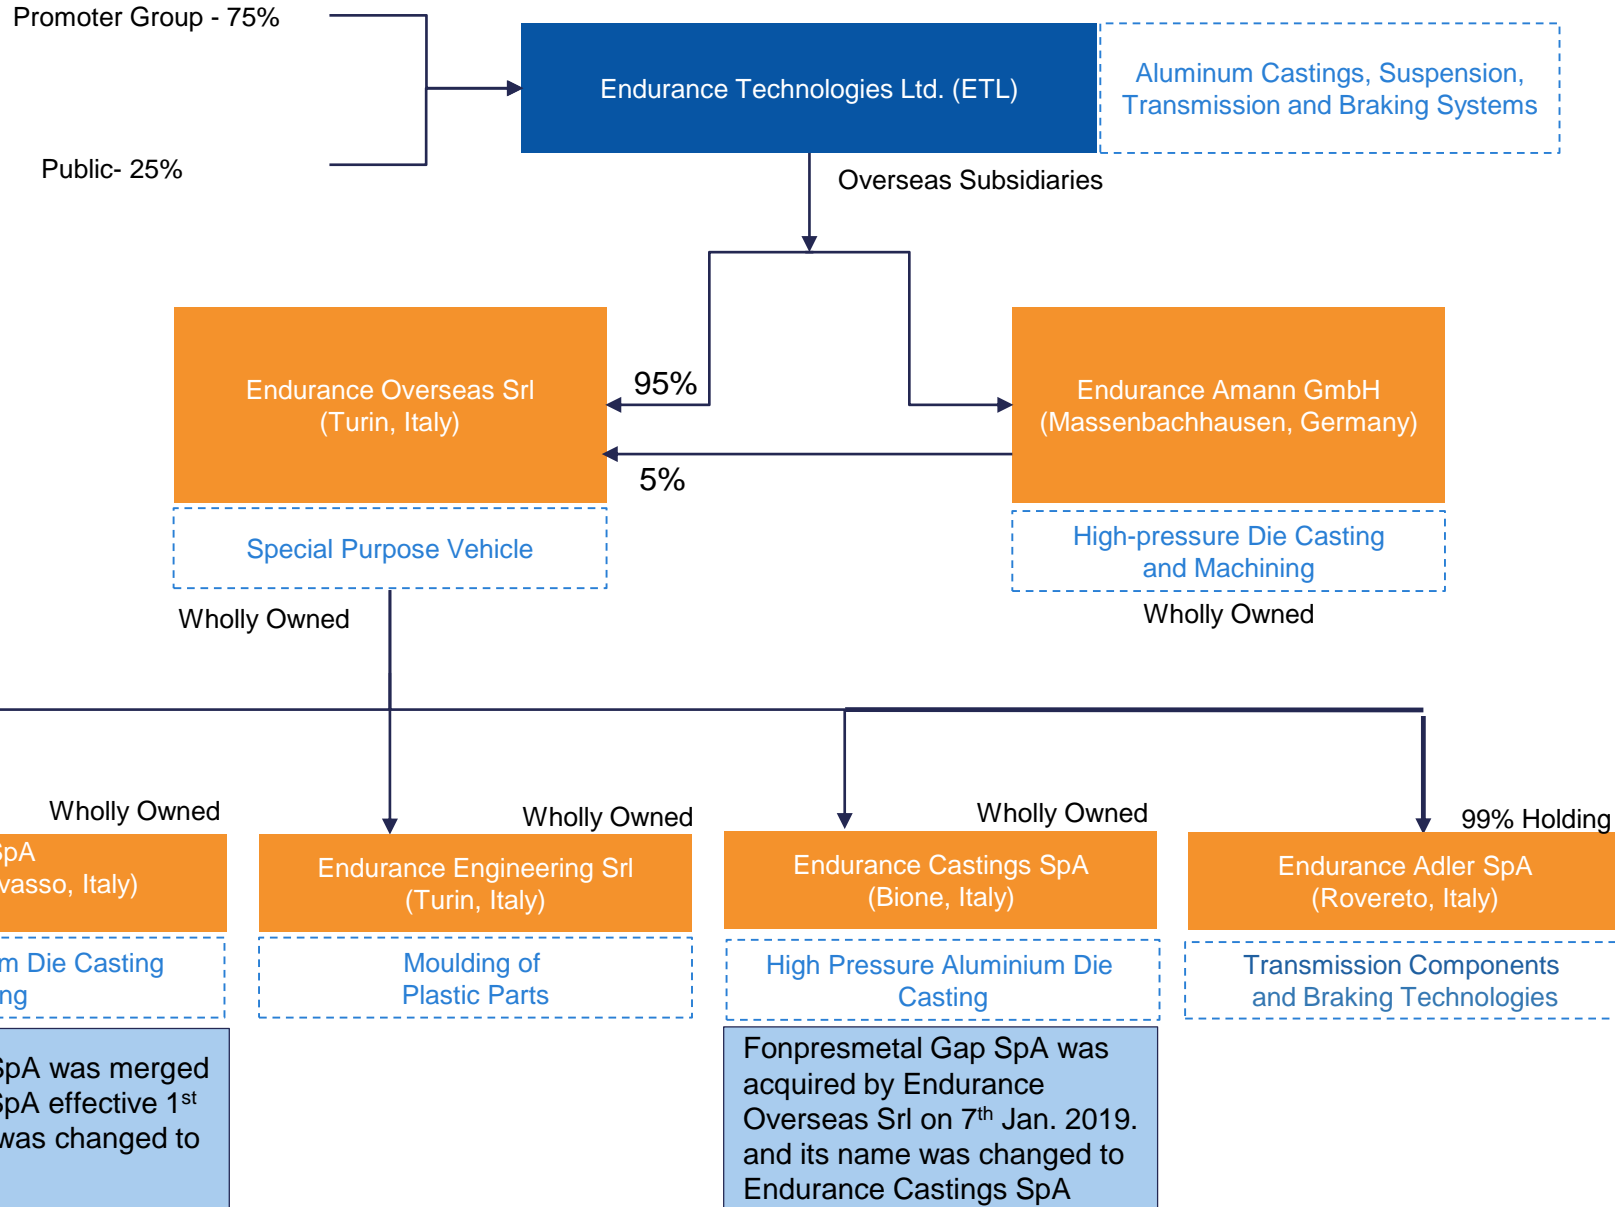 Promoter Group - 75%
Endurance Technologies Ltd. (ETL)
Aluminum Castings, Suspension,
Transmission and Braking Systems
Public- 25%
Overseas Subsidiaries
Endurance Overseas Srl
(Turin, Italy)
95%
5%
Endurance Amann GmbH
(Massenbachhausen, Germany)
Special Purpose Vehicle
High-pressure Die Casting
and Machining
Wholly Owned
Wholly Owned
Wholly Owned
SpA
vasso, Italy)
m Die Casting
ng
SpA was merged
SpA effective 1st
was changed to
Wholly Owned
Endurance Engineering Srl
(Turin, Italy)
Moulding of
Plastic Parts
Wholly Owned
Endurance Castings SpA
(Bione, Italy)
High Pressure Aluminium Die
Casting
Fonpresmetal Gap SpA was
acquired by Endurance
Overseas Srl on 7th Jan. 2019.
and its name was changed to
Endurance Castings SpA
99% Holding
Endurance Adler SpA
(Rovereto, Italy)
Transmission Components
and Braking Technologies